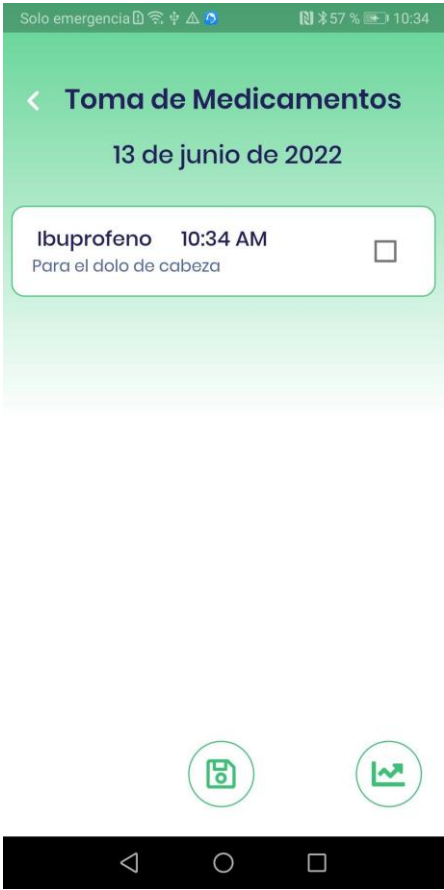 Solo emergencia 57 % 10:34
Toma de Medicamentos
13 de junio de 2022
Ibuprofeno 10:34 AM
Para el dolo de cabeza